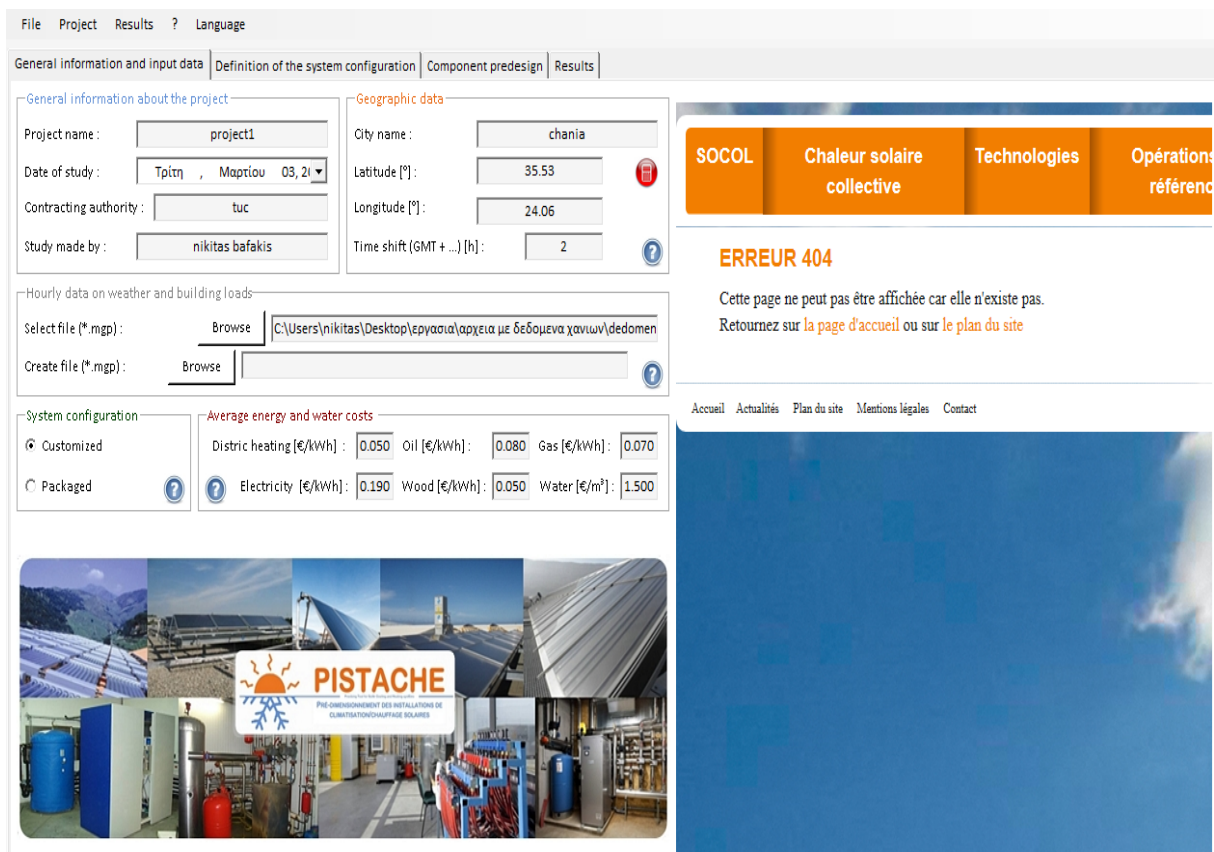 File Project Results ? Language
General information and input data Definition of the system configuration Component predesign Results
General information about the project
Project name : project1
Date of study : Τρίτη , Μαρτίου 03, 2
Contracting authority : tuc
Study made by : nikitas bafakis
Geographic data
City name : chania
Latitude [°] : 35.53
Longitude [°] : 24.06
Time shift (GMT + ...) [h] : 2 ?
Hourly data on weather and building loads
Select file (*.mgp) : Browse C:\Users\nikitas\Desktop\εργασια\αρχεια με δεδομενα χανιων\dedomen
Create file (*.mgp) : Browse ?
System configuration
Customized
Packaged ?
Average energy and water costs
Distric heating [€/kWh] : 0.050 Oil [€/kWh] : 0.080 Gas [€/kWh] : 0.070
? Electricity [€/kWh] : 0.190 Wood [€/kWh] : 0.050 Water [€/m³] : 1.500
PISTACHE
PRÉ-DIMENSIONNEMENT DES INSTALLATIONS DE
CLIMATISATION/CHAUFFAGE SOLAIRES
SOCOL Chaleur solaire Technologies Opérations
collective référenc
ERREUR 404
Cette page ne peut pas être affichée car elle n'existe pas.
Retournez sur la page d'accueil ou sur le plan du site
Accueil Actualités Plan du site Mentions légales Contact